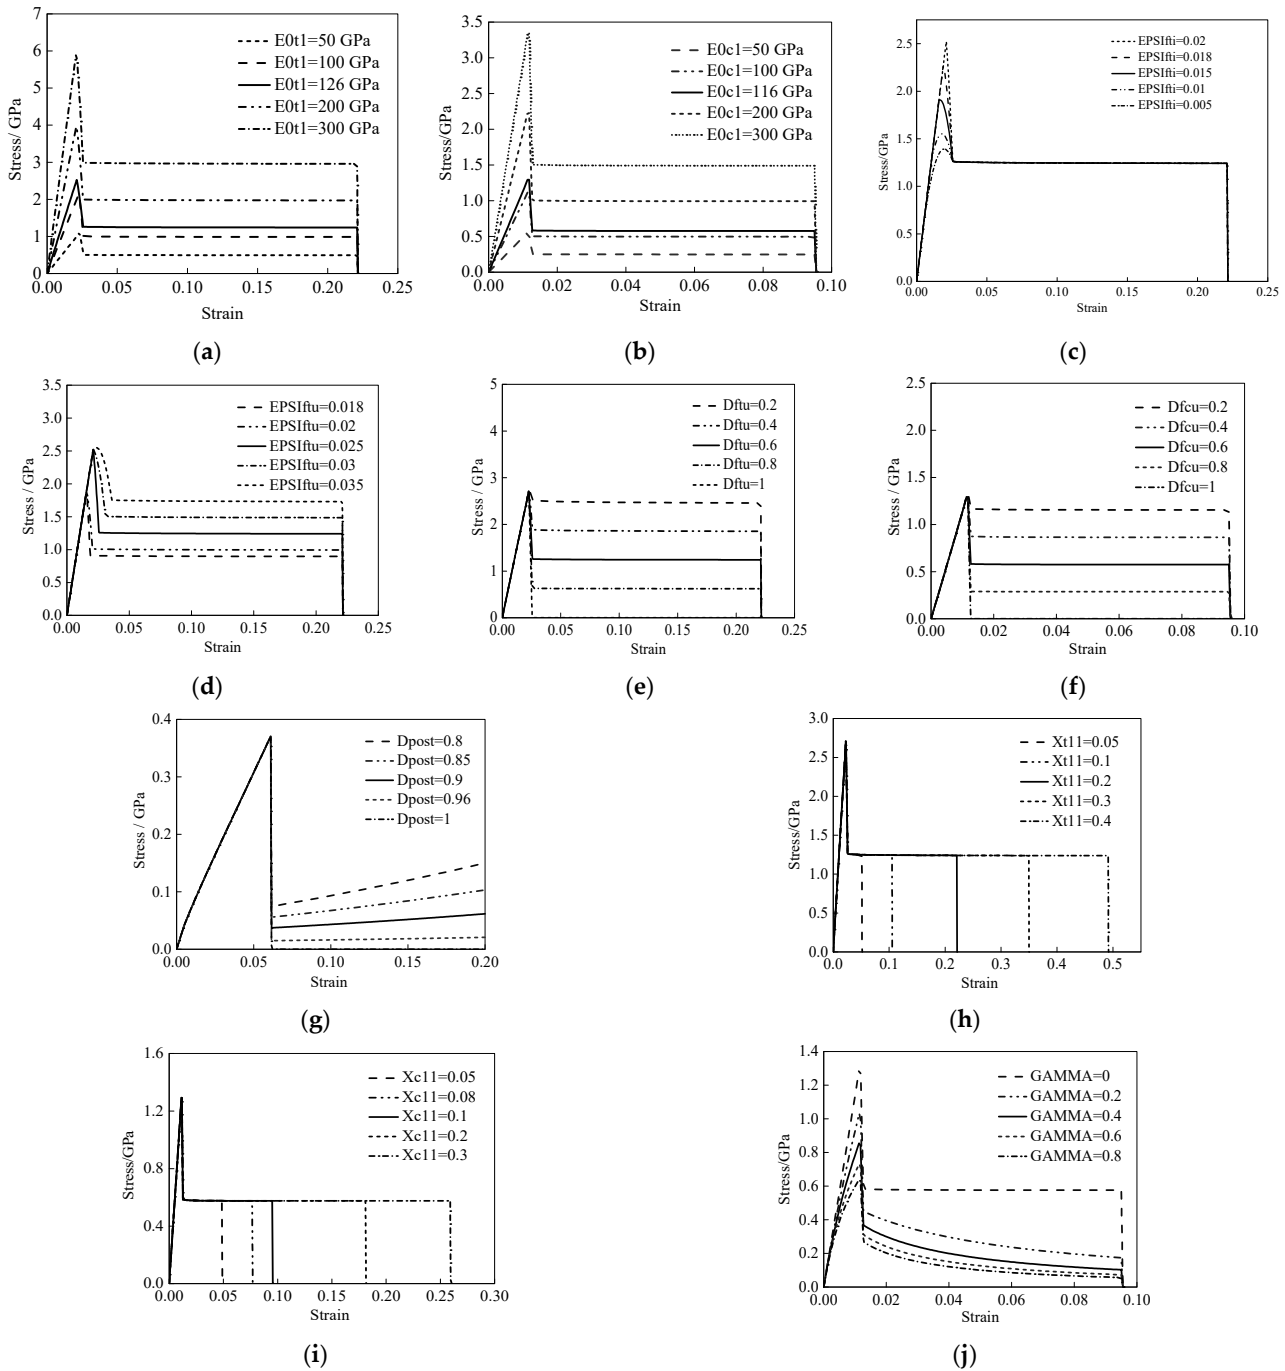 7
6
5
4
3
2
1
0
Stress/ GPa
E0t1=50 GPa
E0t1=100 GPa
E0t1=126 GPa
E0t1=200 GPa
E0t1=300 GPa
0.00 0.05 0.10 0.15 0.20 0.25
Strain
(a)
3.5
3.0
2.5
2.0
1.5
1.0
0.5
0.0
Stress/GPa
E0c1=50 GPa
E0c1=100 GPa
E0c1=116 GPa
E0c1=200 GPa
E0c1=300 GPa
0.00 0.02 0.04 0.06 0.08 0.10
Strain
(b)
2.5
2.0
1.5
1.0
0.5
0.0
Stress/GPa
EPSIfti=0.02
EPSIfti=0.018
EPSIfti=0.015
EPSIfti=0.01
EPSIfti=0.005
0.00 0.05 0.10 0.15 0.20 0.25
Strain
(c)
3.5
3.0
2.5
2.0
1.5
1.0
0.5
0.0
Stress / GPa
EPSIftu=0.018
EPSIftu=0.02
EPSIftu=0.025
EPSIftu=0.03
EPSIftu=0.035
0.00 0.05 0.10 0.15 0.20 0.25
Strain
(d)
5
4
3
2
1
0
Stress / GPa
Dftu=0.2
Dftu=0.4
Dftu=0.6
Dftu=0.8
Dftu=1
0.00 0.05 0.10 0.15 0.20 0.25
Strain
(e)
2.5
2.0
1.5
1.0
0.5
0.0
Stress / GPa
Dfcu=0.2
Dfcu=0.4
Dfcu=0.6
Dfcu=0.8
Dfcu=1
0.00 0.02 0.04 0.06 0.08 0.10
Strain
(f)
0.4
0.3
0.2
0.1
0.0
Stress / GPa
Dpost=0.8
Dpost=0.85
Dpost=0.9
Dpost=0.96
Dpost=1
0.00 0.05 0.10 0.15 0.20
Strain
(g)
3.0
2.5
2.0
1.5
1.0
0.5
0.0
Stress/GPa
Xt11=0.05
Xt11=0.1
Xt11=0.2
Xt11=0.3
Xt11=0.4
0.0 0.1 0.2 0.3 0.4 0.5
Strain
(h)
1.6
1.2
0.8
0.4
0.0
Stress/GPa
Xc11=0.05
Xc11=0.08
Xc11=0.1
Xc11=0.2
Xc11=0.3
0.00 0.05 0.10 0.15 0.20 0.25 0.30
Strain
(i)
1.4
1.2
1.0
0.8
0.6
0.4
0.2
0.0
Stress/GPa
GAMMA=0
GAMMA=0.2
GAMMA=0.4
GAMMA=0.6
GAMMA=0.8
0.00 0.02 0.04 0.06 0.08 0.10
Strain
(j)